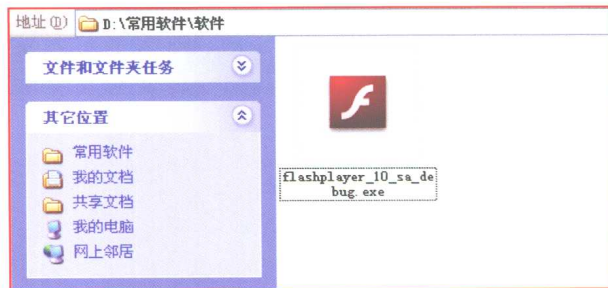 地址(D) D:\常用软件\软件
文件和文件夹任务
其它位置
常用软件
我的文档
共享文档
我的电脑
网上邻居
flashplayer_10_sa_de
bug.exe